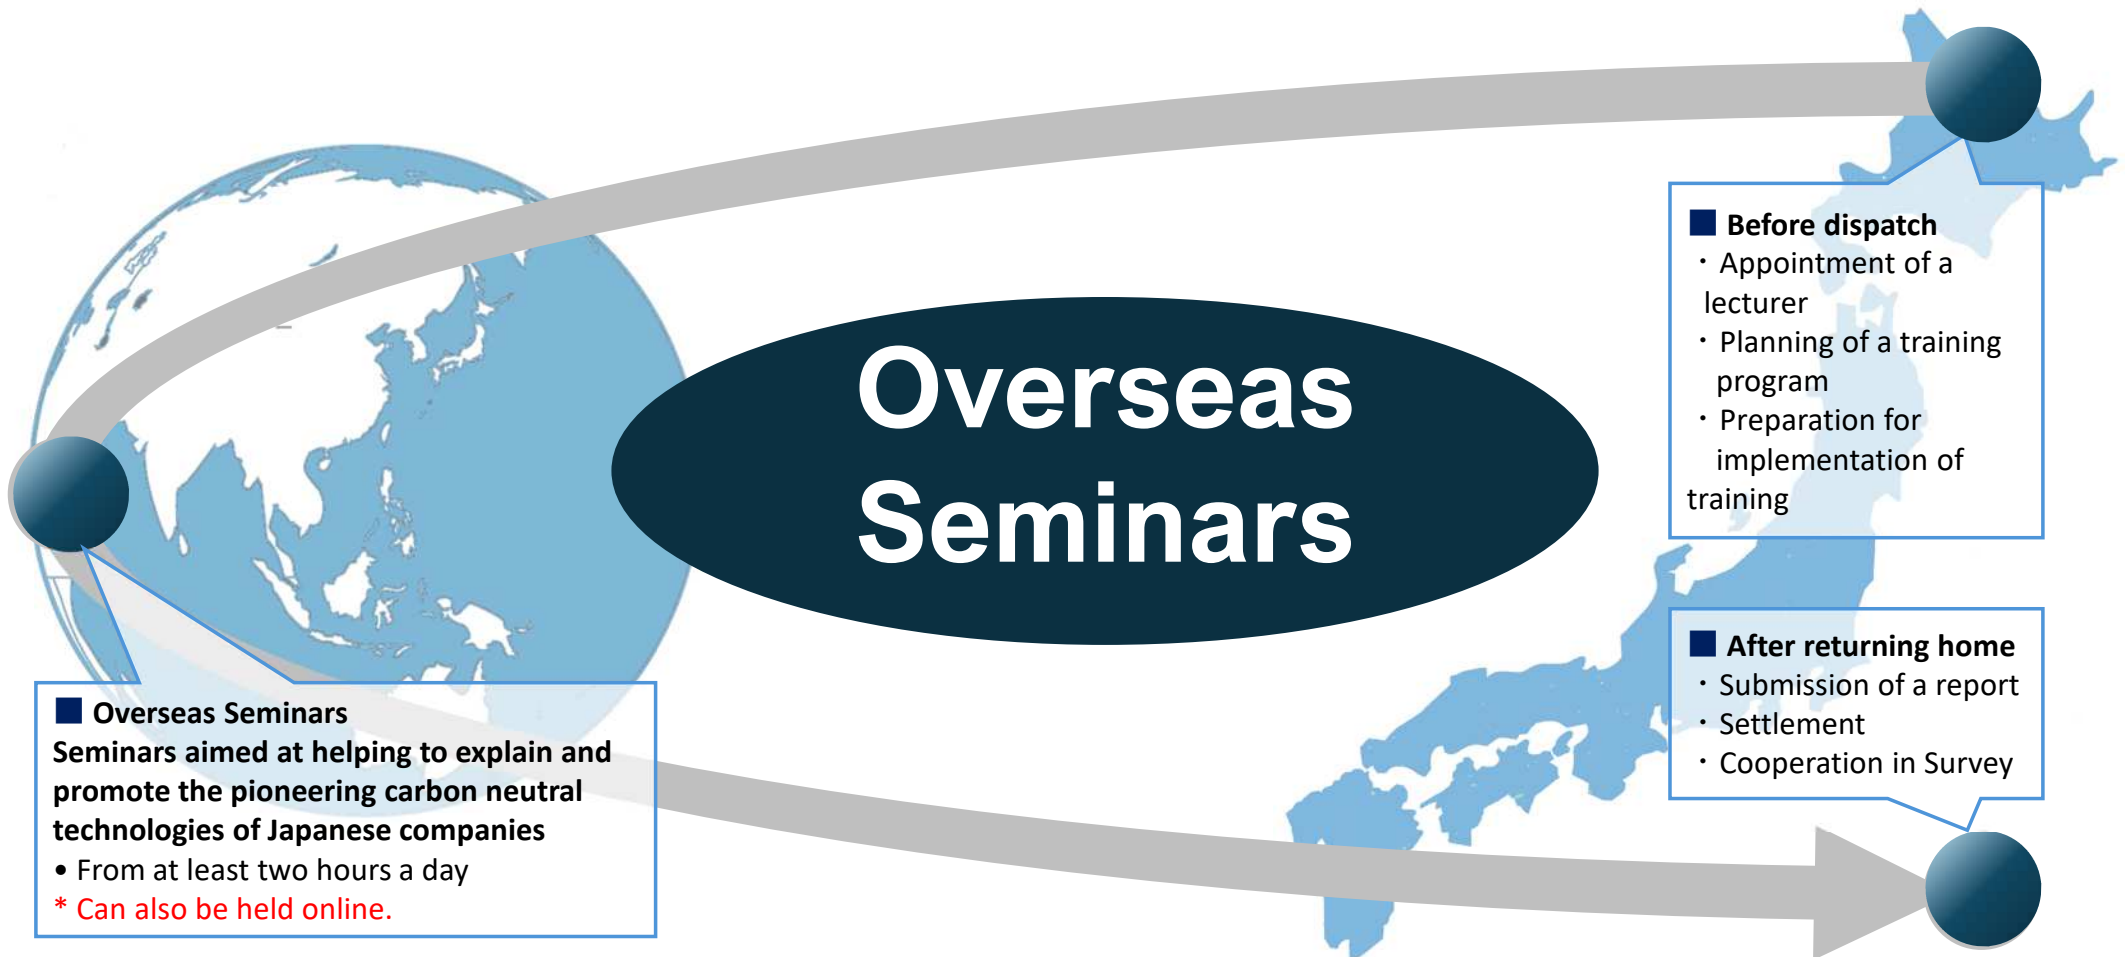 Overseas
Seminars
■ Before dispatch
・Appointment of a
lecturer
・Planning of a training
program
・Preparation for
implementation of
training
■ After returning home
・Submission of a report
・Settlement
・Cooperation in Survey
■ Overseas Seminars
Seminars aimed at helping to explain and
promote the pioneering carbon neutral
technologies of Japanese companies
• From at least two hours a day
* Can also be held online.